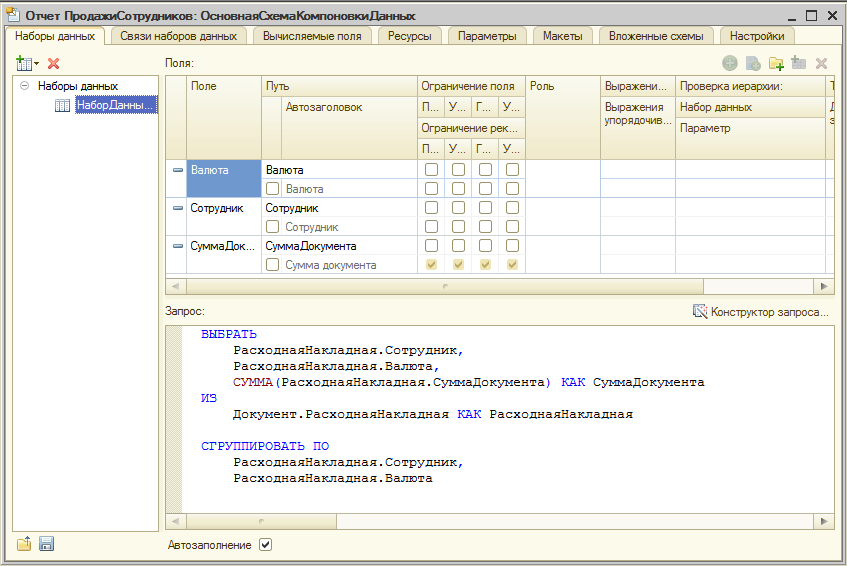 Отчет ПродажиСотрудников: ОсновнаяСхемаКомпоновкиДанных
Наборы данных
Связи наборов данных
Вычисляемые поля
Ресурсы
Параметры
Макеты
Вложенные схемы
Настройки
Поля:
Наборы данных
НаборДанны...
Поле
Путь
Ограничение поля
Роль
Выражени...
Проверка иерархии:
Автозаголовок
П...
У...
Г...
У...
Выражения упорядочив...
Набор данных
Ограничение рек...
Параметр
П...
У...
Г...
У...
Валюта
Валюта
Валюта
Сотрудник
Сотрудник
Сотрудник
СуммаДок...
СуммаДокумента
Сумма документа
Запрос:
Конструктор запроса...
ВЫБРАТЬ
РасходнаяНакладная.Сотрудник,
РасходнаяНакладная.Валюта,
СУММА(РасходнаяНакладная.СуммаДокумента) КАК СуммаДокумента
ИЗ
Документ.РасходнаяНакладная КАК РасходнаяНакладная
СГРУППИРОВАТЬ ПО
РасходнаяНакладная.Сотрудник,
РасходнаяНакладная.Валюта
Автозаполнение